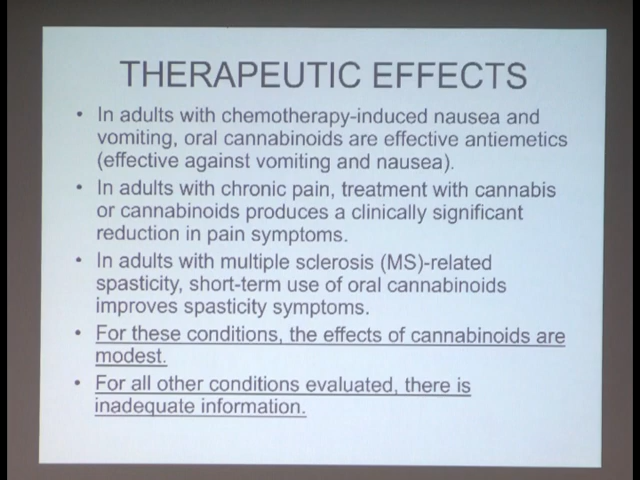 THERAPEUTIC EFFECTS
• In adults with chemotherapy-induced nausea and
vomiting, oral cannabinoids are effective antiemetics
(effective against vomiting and nausea).
• In adults with chronic pain, treatment with cannabis
or cannabinoids produces a clinically significant
reduction in pain symptoms.
• In adults with multiple sclerosis (MS)-related
spasticity, short-term use of oral cannabinoids
improves spasticity symptoms.
• For these conditions, the effects of cannabinoids are
modest.
• For all other conditions evaluated, there is
inadequate information.